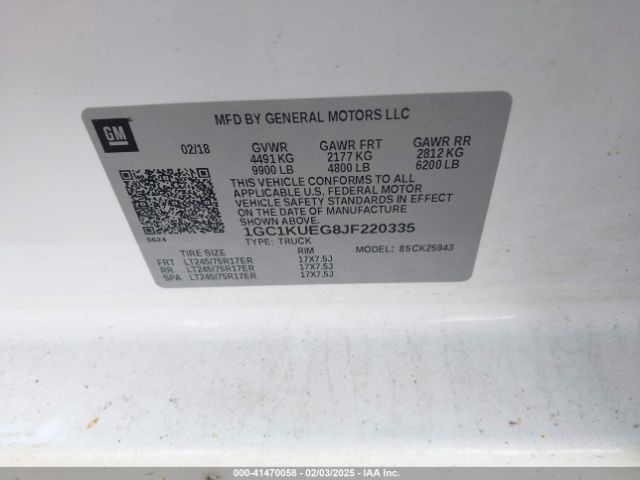 GM
MFD BY GENERAL MOTORS LLC
02/18 GVWR GAWR FRT GAWR RR
4491 KG 2177 KG 2812 KG
9900 LB 4800 LB 6200 LB
THIS VEHICLE CONFORMS TO ALL
APPLICABLE U.S. FEDERAL MOTOR
VEHICLE SAFETY STANDARDS IN EFFECT
ON THE DATE OF MANUFACTURE
SHOWN ABOVE.
0624 1GC1KUEG8JF220335
TYPE: TRUCK MODEL: 85CK25943
TIRE SIZE RIM
FRT LT245/75R17ER 17X7.5J
RR LT245/75R17ER 17X7.5J
SPA LT245/75R17ER 17X7.5J
000-41470058 - 02/03/2025 - IAA Inc.